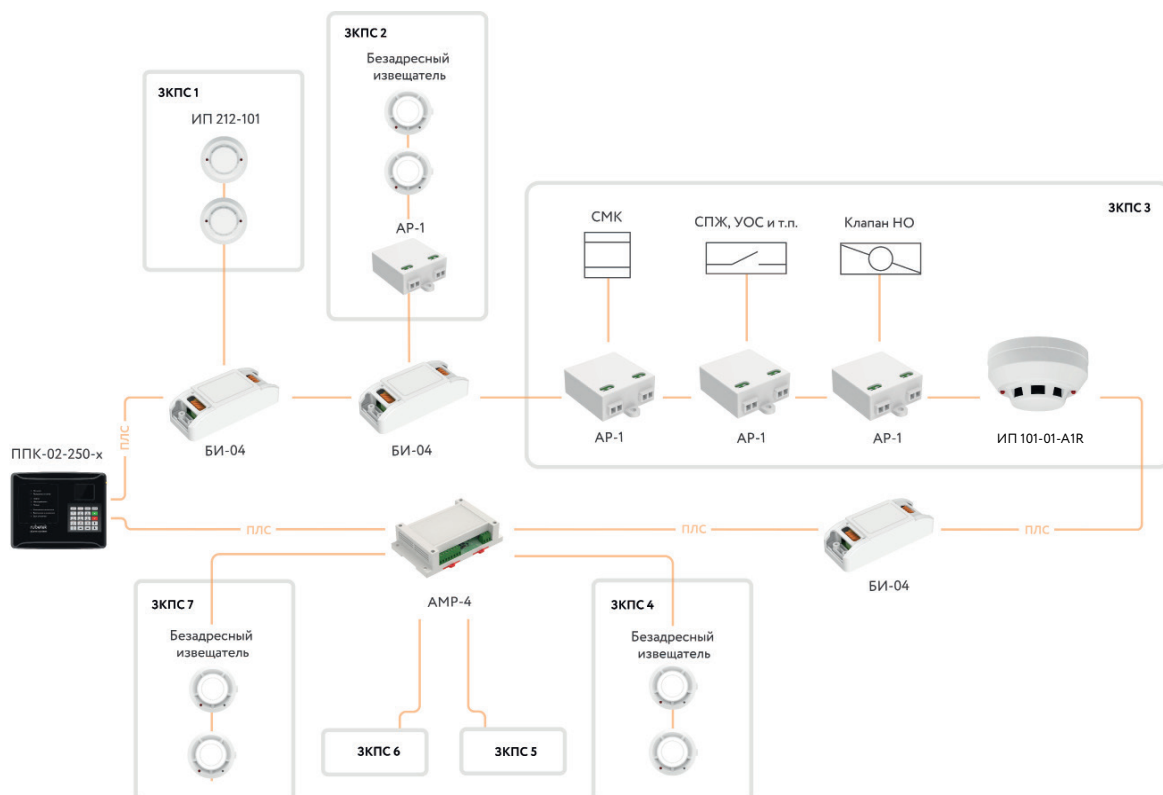 ЗКПС 2
Безадресный
извещатель
ЗКПС 1
ИП 212-101
АР-1
ЗКПС 3
СМК
СПЖ, УОС и т.п.
Клапан НО
ПЛС
БИ-04
БИ-04
АР-1
АР-1
АР-1
ИП 101-01-A1R
ППК-02-250-х
rubetek
ПЛС
ПЛС
ПЛС
БИ-04
АМР-4
ЗКПС 7
Безадресный
извещатель
ЗКПС 4
Безадресный
извещатель
ЗКПС 6
ЗКПС 5